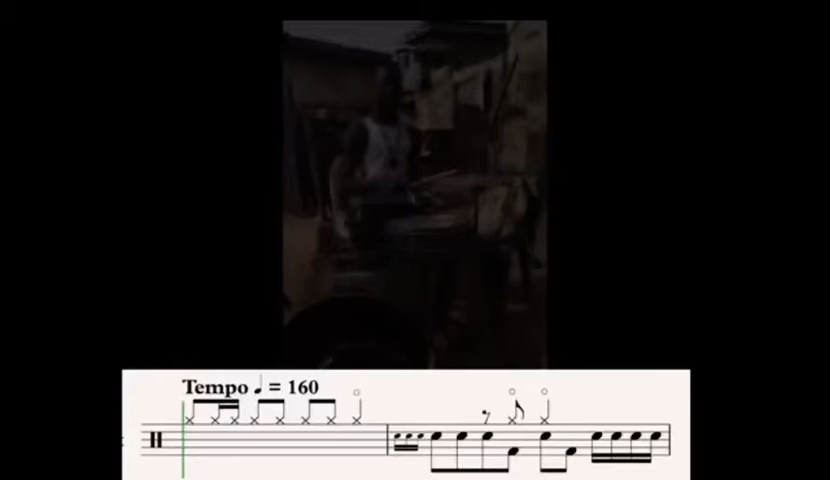 Tempo ♩ = 160